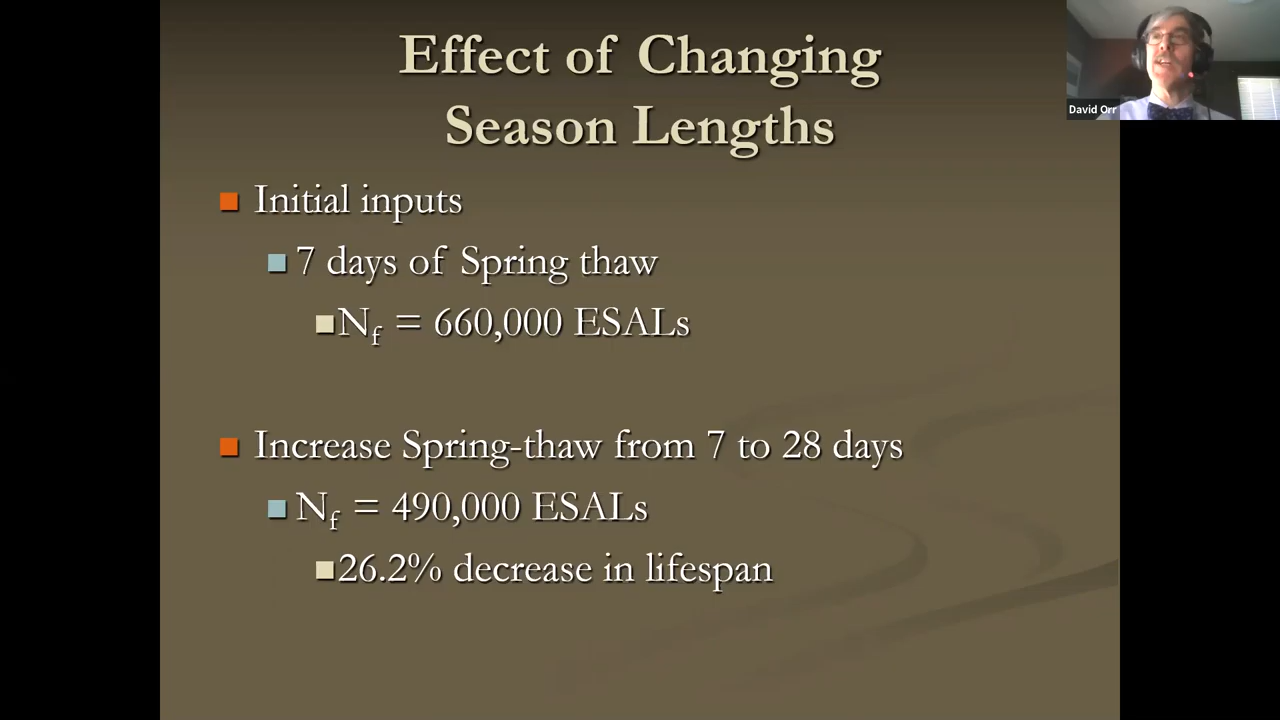 Effect of Changing
Season Lengths
Initial inputs
7 days of Spring thaw
Nf = 660,000 ESALs
Increase Spring-thaw from 7 to 28 days
Nf = 490,000 ESALs
26.2% decrease in lifespan
David Orr